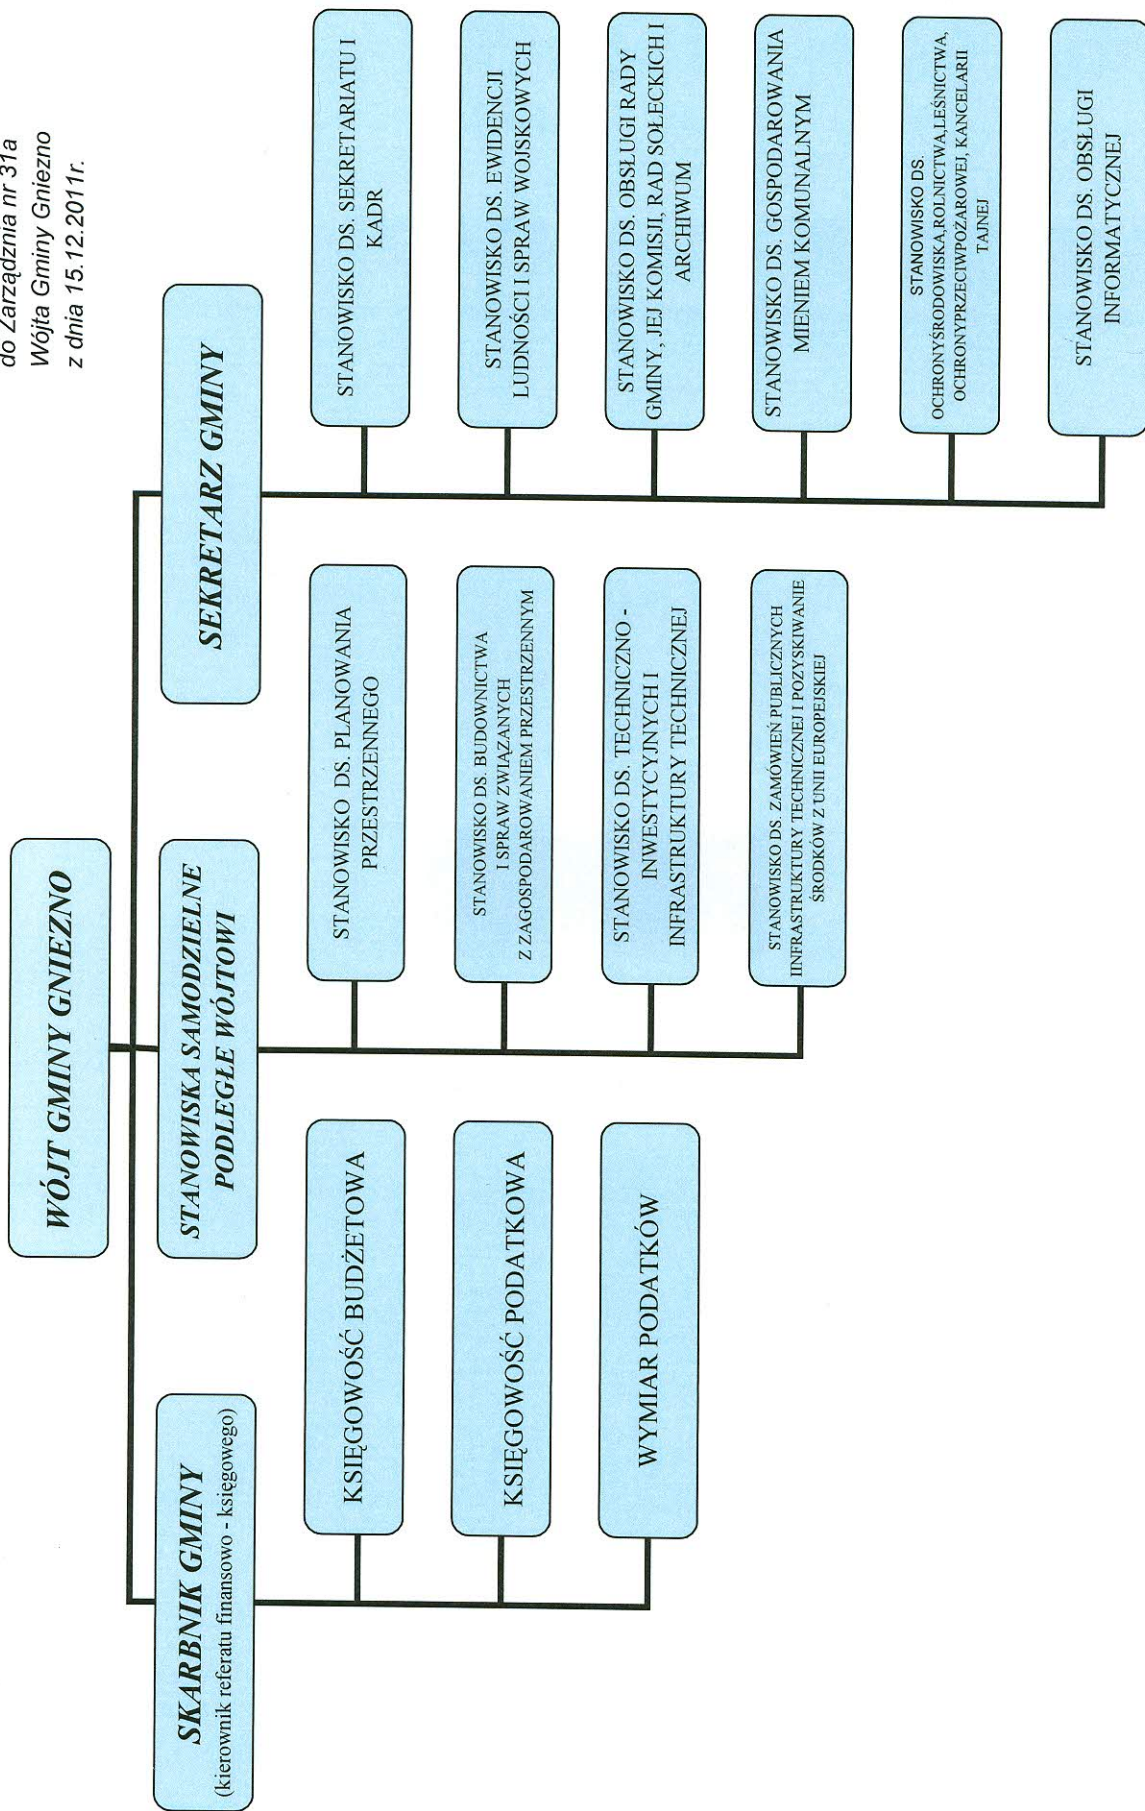 do Zarządznia nr 31a
Wójta Gminy Gniezno
z dnia 15.12.2011r.
WÓJT GMINY GNIEZNO
SKARBNIK GMINY
(kierownik referatu finansowo - księgowego)
KSIĘGOWOŚĆ BUDŻETOWA
KSIĘGOWOŚĆ PODATKOWA
WYMIAR PODATKÓW
STANOWISKA SAMODZIELNE
PODLEGŁE WÓJTOWI
STANOWISKO DS. PLANOWANIA
PRZESTRZENNEGO
STANOWISKO DS. BUDOWNICTWA
I SPRAW ZWIĄZANYCH
Z ZAGOSPODAROWANIEM PRZESTRZENNYM
STANOWISKO DS. TECHNICZNO -
INWESTYCYJNYCH I
INFRASTRUKTURY TECHNICZNEJ
STANOWISKO DS. ZAMÓWIEŃ PUBLICZNYCH
IINFRASTRUKTURY TECHNICZNEJ I POZYSKIWANIE
ŚRODKÓW Z UNII EUROPEJSKIEJ
SEKRETARZ GMINY
STANOWISKO DS. SEKRETARIATU I
KADR
STANOWISKO DS. EWIDENCJI
LUDNOŚCI I SPRAW WOJSKOWYCH
STANOWISKO DS. OBSŁUGI RADY
GMINY, JEJ KOMISJI, RAD SOŁECKICH I
ARCHIWUM
STANOWISKO DS. GOSPODAROWANIA
MIENIEM KOMUNALNYM
STANOWISKO DS.
OCHRONYŚRODOWISKA,ROLNICTWA,LEŚNICTWA,
OCHRONYPRZECIWPOŻAROWEJ, KANCELARII
TAJNEJ
STANOWISKO DS. OBSŁUGI
INFORMATYCZNEJ